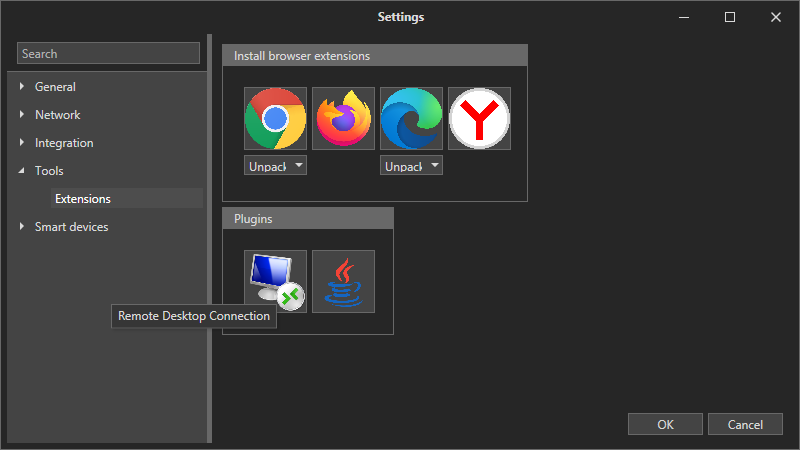 Settings
Search
General
Network
Integration
Tools
Extensions
Smart devices
Install browser extensions
Unpack
Unpack
Plugins
Remote Desktop Connection
OK
Cancel